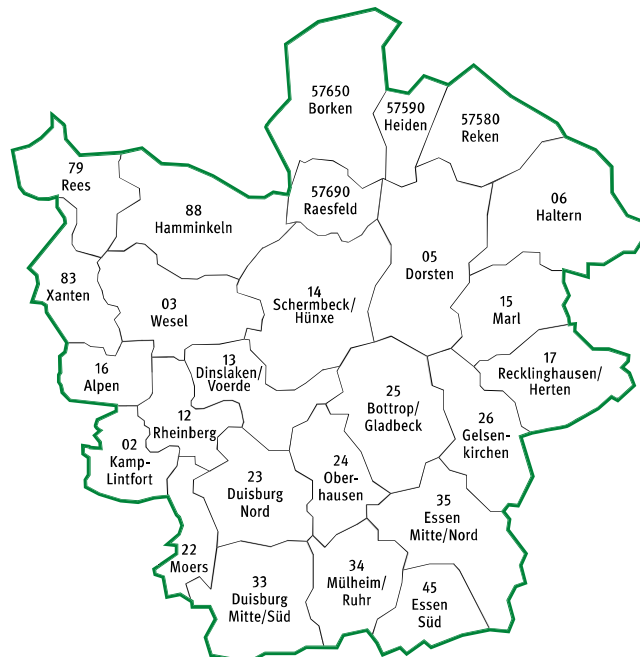 57650
Borken
57590
Heiden
57580
Reken
79
Rees
88
Hamminkeln
57690
Raesfeld
06
Haltern
05
Dorsten
83
Xanten
03
Wesel
14
Schermbeck/
Hünxe
15
Marl
16
Alpen
13
Dinslaken/
Voerde
17
Recklinghausen/
Herten
25
Bottrop/
Gladbeck
12
Rheinberg
26
Gelsen-
kirchen
02
Kamp-
Lintfort
23
Duisburg
Nord
24
Ober-
hausen
35
Essen
Mitte/Nord
22
Moers
33
Duisburg
Mitte/Süd
34
Mülheim/
Ruhr
45
Essen
Süd